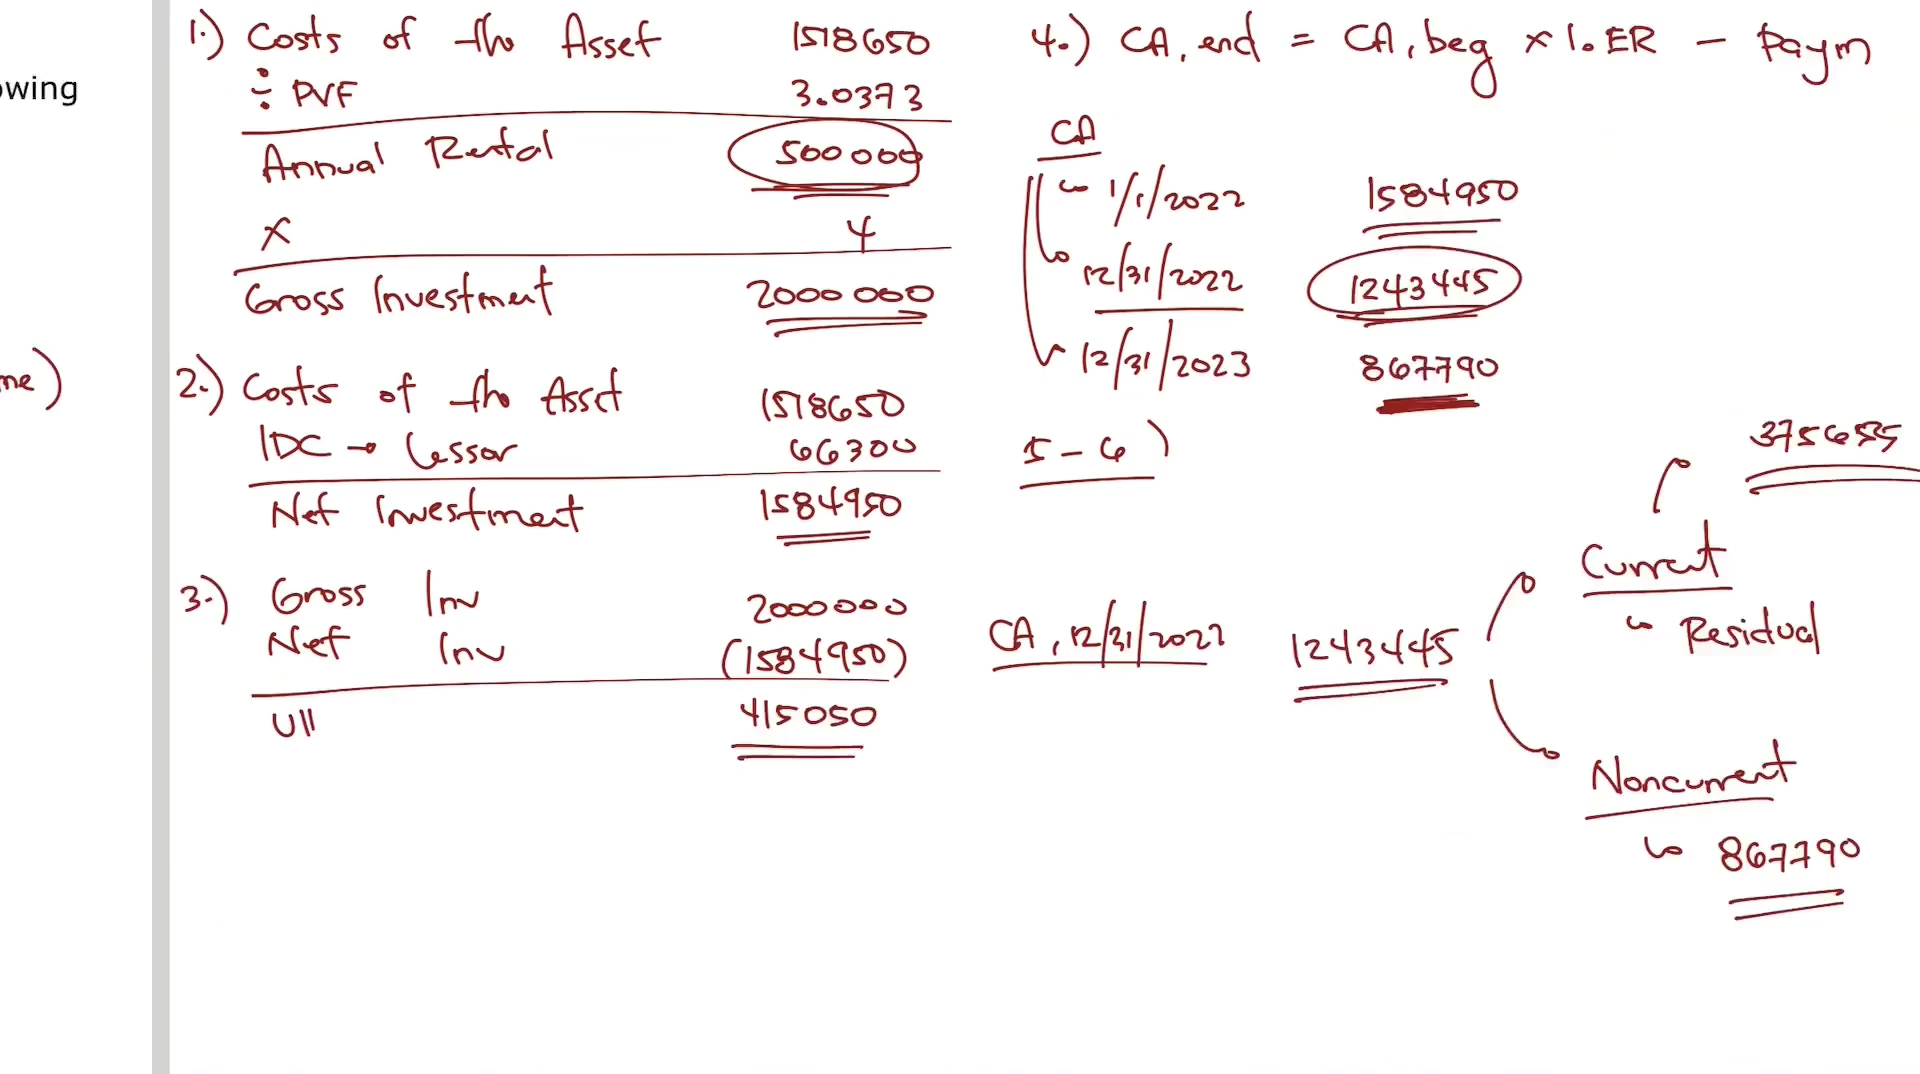 owing
me)
1.) Costs of the Asset 1518650
÷ PVF 3.0373
Annual Rental 500000
x 4
Gross Investment 2000000
2.) Costs of the Asset 1518650
IDC → Lessor 66300
Net Investment 1584950
3.) Gross Inv 2000000
Net Inv (1584950)
UII 415050
4.) CA, end = CA, beg x 1.ER - Paym
CA
1/1/2022 1584950
12/31/2022 1243445
12/31/2023 867790
5-6)
CA, 12/31/2022 1243445
375655
Current
Residual
Noncurrent
867790